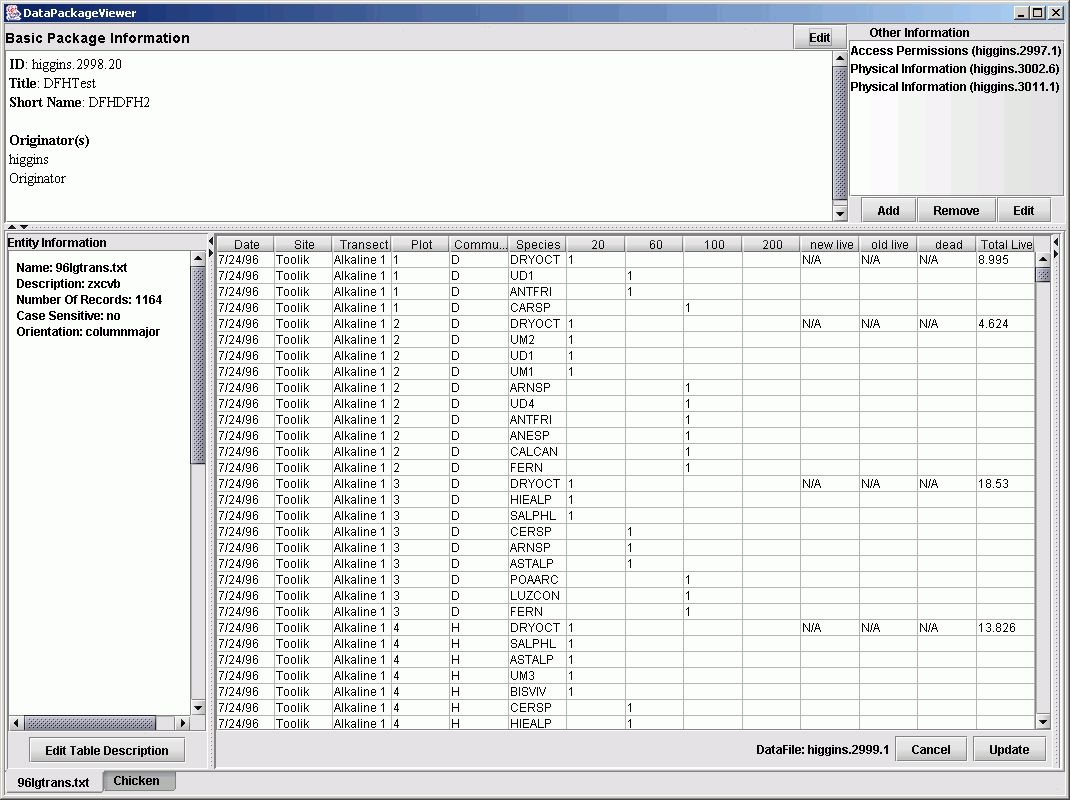 DataPackageViewer
Basic Package Information
Edit
ID: higgins.2998.20
Title: DFHTest
Short Name: DFHDFH2
Originator(s)
higgins
Originator
Other Information
Access Permissions (higgins.2997.1)
Physical Information (higgins.3002.6)
Physical Information (higgins.3011.1)
Add Remove Edit
Entity Information
Name: 96lgtrans.txt
Description: zxcvb
Number Of Records: 1164
Case Sensitive: no
Orientation: columnmajor
Edit Table Description
Date Site Transect Plot Commu... Species 20 60 100 200 new live old live dead Total Live
7/24/96 Toolik Alkaline 1 1 D DRYOCT 1 N/A N/A N/A 8.995
7/24/96 Toolik Alkaline 1 1 D UD1 1
7/24/96 Toolik Alkaline 1 1 D ANTFRI 1
7/24/96 Toolik Alkaline 1 1 D CARSP 1
7/24/96 Toolik Alkaline 1 2 D DRYOCT 1 N/A N/A N/A 4.624
7/24/96 Toolik Alkaline 1 2 D UM2 1
7/24/96 Toolik Alkaline 1 2 D UD1 1
7/24/96 Toolik Alkaline 1 2 D UM1 1
7/24/96 Toolik Alkaline 1 2 D ARNSP 1
7/24/96 Toolik Alkaline 1 2 D UD4 1
7/24/96 Toolik Alkaline 1 2 D ANTFRI 1
7/24/96 Toolik Alkaline 1 2 D ANESP 1
7/24/96 Toolik Alkaline 1 2 D CALCAN 1
7/24/96 Toolik Alkaline 1 2 D FERN 1
7/24/96 Toolik Alkaline 1 3 D DRYOCT 1 N/A N/A N/A 18.53
7/24/96 Toolik Alkaline 1 3 D HIEALP 1
7/24/96 Toolik Alkaline 1 3 D SALPHL 1
7/24/96 Toolik Alkaline 1 3 D CERSP 1
7/24/96 Toolik Alkaline 1 3 D ARNSP 1
7/24/96 Toolik Alkaline 1 3 D ASTALP 1
7/24/96 Toolik Alkaline 1 3 D POAARC 1
7/24/96 Toolik Alkaline 1 3 D LUZCON 1
7/24/96 Toolik Alkaline 1 3 D FERN 1
7/24/96 Toolik Alkaline 1 4 H DRYOCT 1 N/A N/A N/A 13.826
7/24/96 Toolik Alkaline 1 4 H SALPHL 1
7/24/96 Toolik Alkaline 1 4 H ASTALP 1
7/24/96 Toolik Alkaline 1 4 H UM3 1
7/24/96 Toolik Alkaline 1 4 H BISVIV 1
7/24/96 Toolik Alkaline 1 4 H CERSP 1
7/24/96 Toolik Alkaline 1 4 H HIEALP 1
DataFile: higgins.2999.1 Cancel Update
96lgtrans.txt Chicken